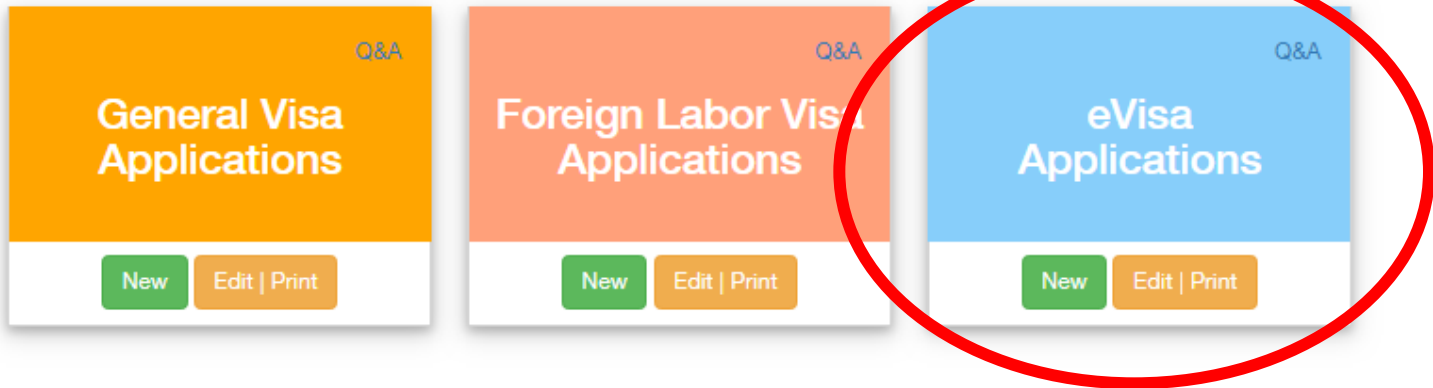 Q&A
General Visa
Applications
New
Edit | Print
Q&A
Foreign Labor Visa
Applications
New
Edit | Print
Q&A
eVisa
Applications
New
Edit | Print